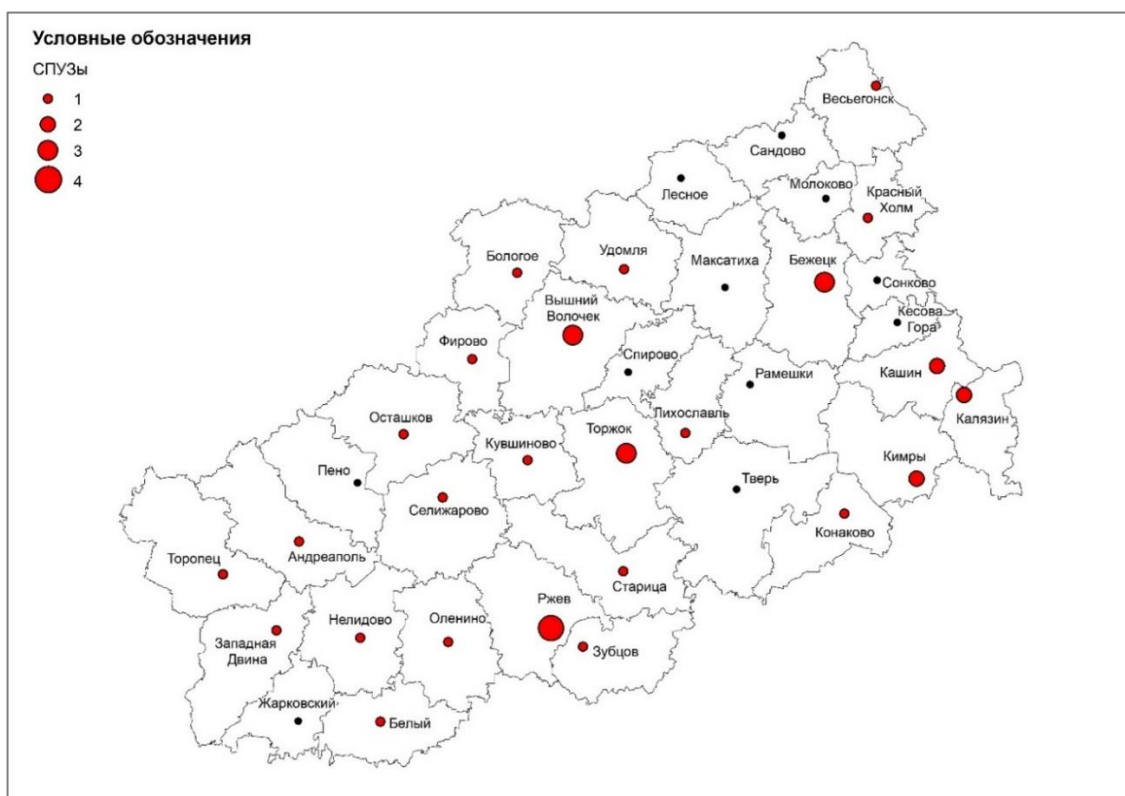 Условные обозначения
СПУЗы
1
2
3
4
Весьегонск
Сандово
Лесное
Молоково
Красный
Холм
Бологое
Удомля
Максатиха
Бежецк
Сонково
Вышний
Волочек
Кесова
Гора
Фирово
Спирово
Рамешки
Кашин
Осташков
Лихославль
Калязин
Кувшиново
Торжок
Кимры
Пено
Тверь
Селижарово
Конаково
Торопец
Андреаполь
Старица
Ржев
Нелидово
Оленино
Западная
Двина
Зубцов
Жарковский
Белый